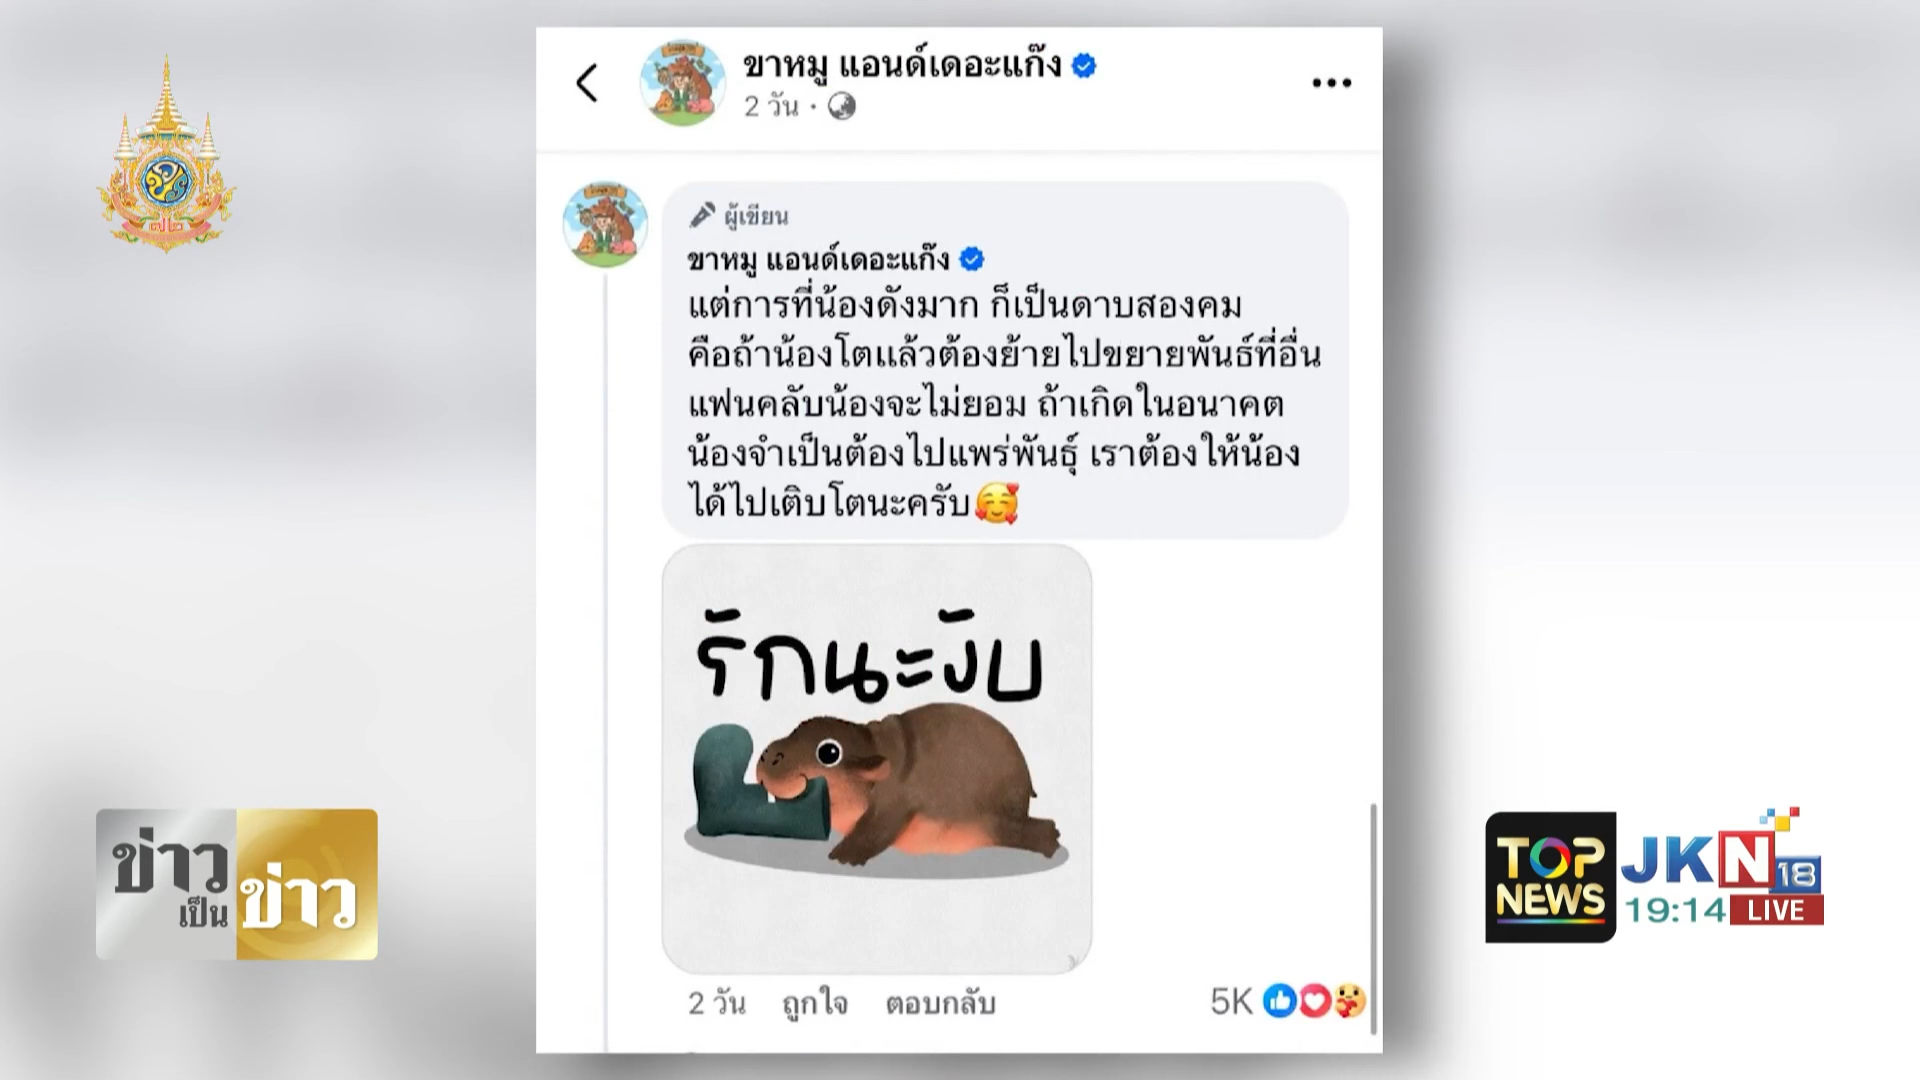 ขาหมู แอนด์เดอะแก๊ง
2 วัน ·
ผู้เขียน
ขาหมู แอนด์เดอะแก๊ง
แต่การที่น้องดังมาก ก็เป็นดาบสองคม
คือถ้าน้องโตแล้วต้องย้ายไปขยายพันธ์ที่อื่น
แฟนคลับน้องจะไม่ยอม ถ้าเกิดในอนาคต
น้องจำเป็นต้องไปแพร่พันธุ์ เราต้องให้น้อง
ได้ไปเติบโตนะครับ🥰
รักนะงับ
2 วัน ถูกใจ ตอบกลับ 5K
ข่าว
เป็น ข่าว
TOP
NEWS
JKN 18
19:14 LIVE
๗๒